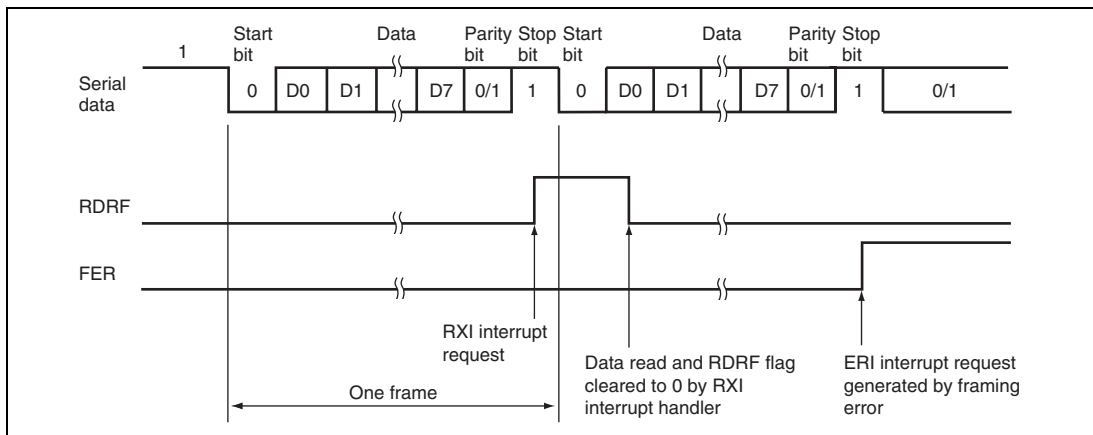 1
Start bit
Data
Parity bit
Stop bit
Start bit
Data
Parity bit
Stop bit
Serial data
0 D0 D1 D7 0/1 1 0 D0 D1 D7 0/1 1 0/1
RDRF
FER
RXI interrupt
request
Data read and RDRF flag
cleared to 0 by RXI
interrupt handler
ERI interrupt request
generated by framing
error
One frame